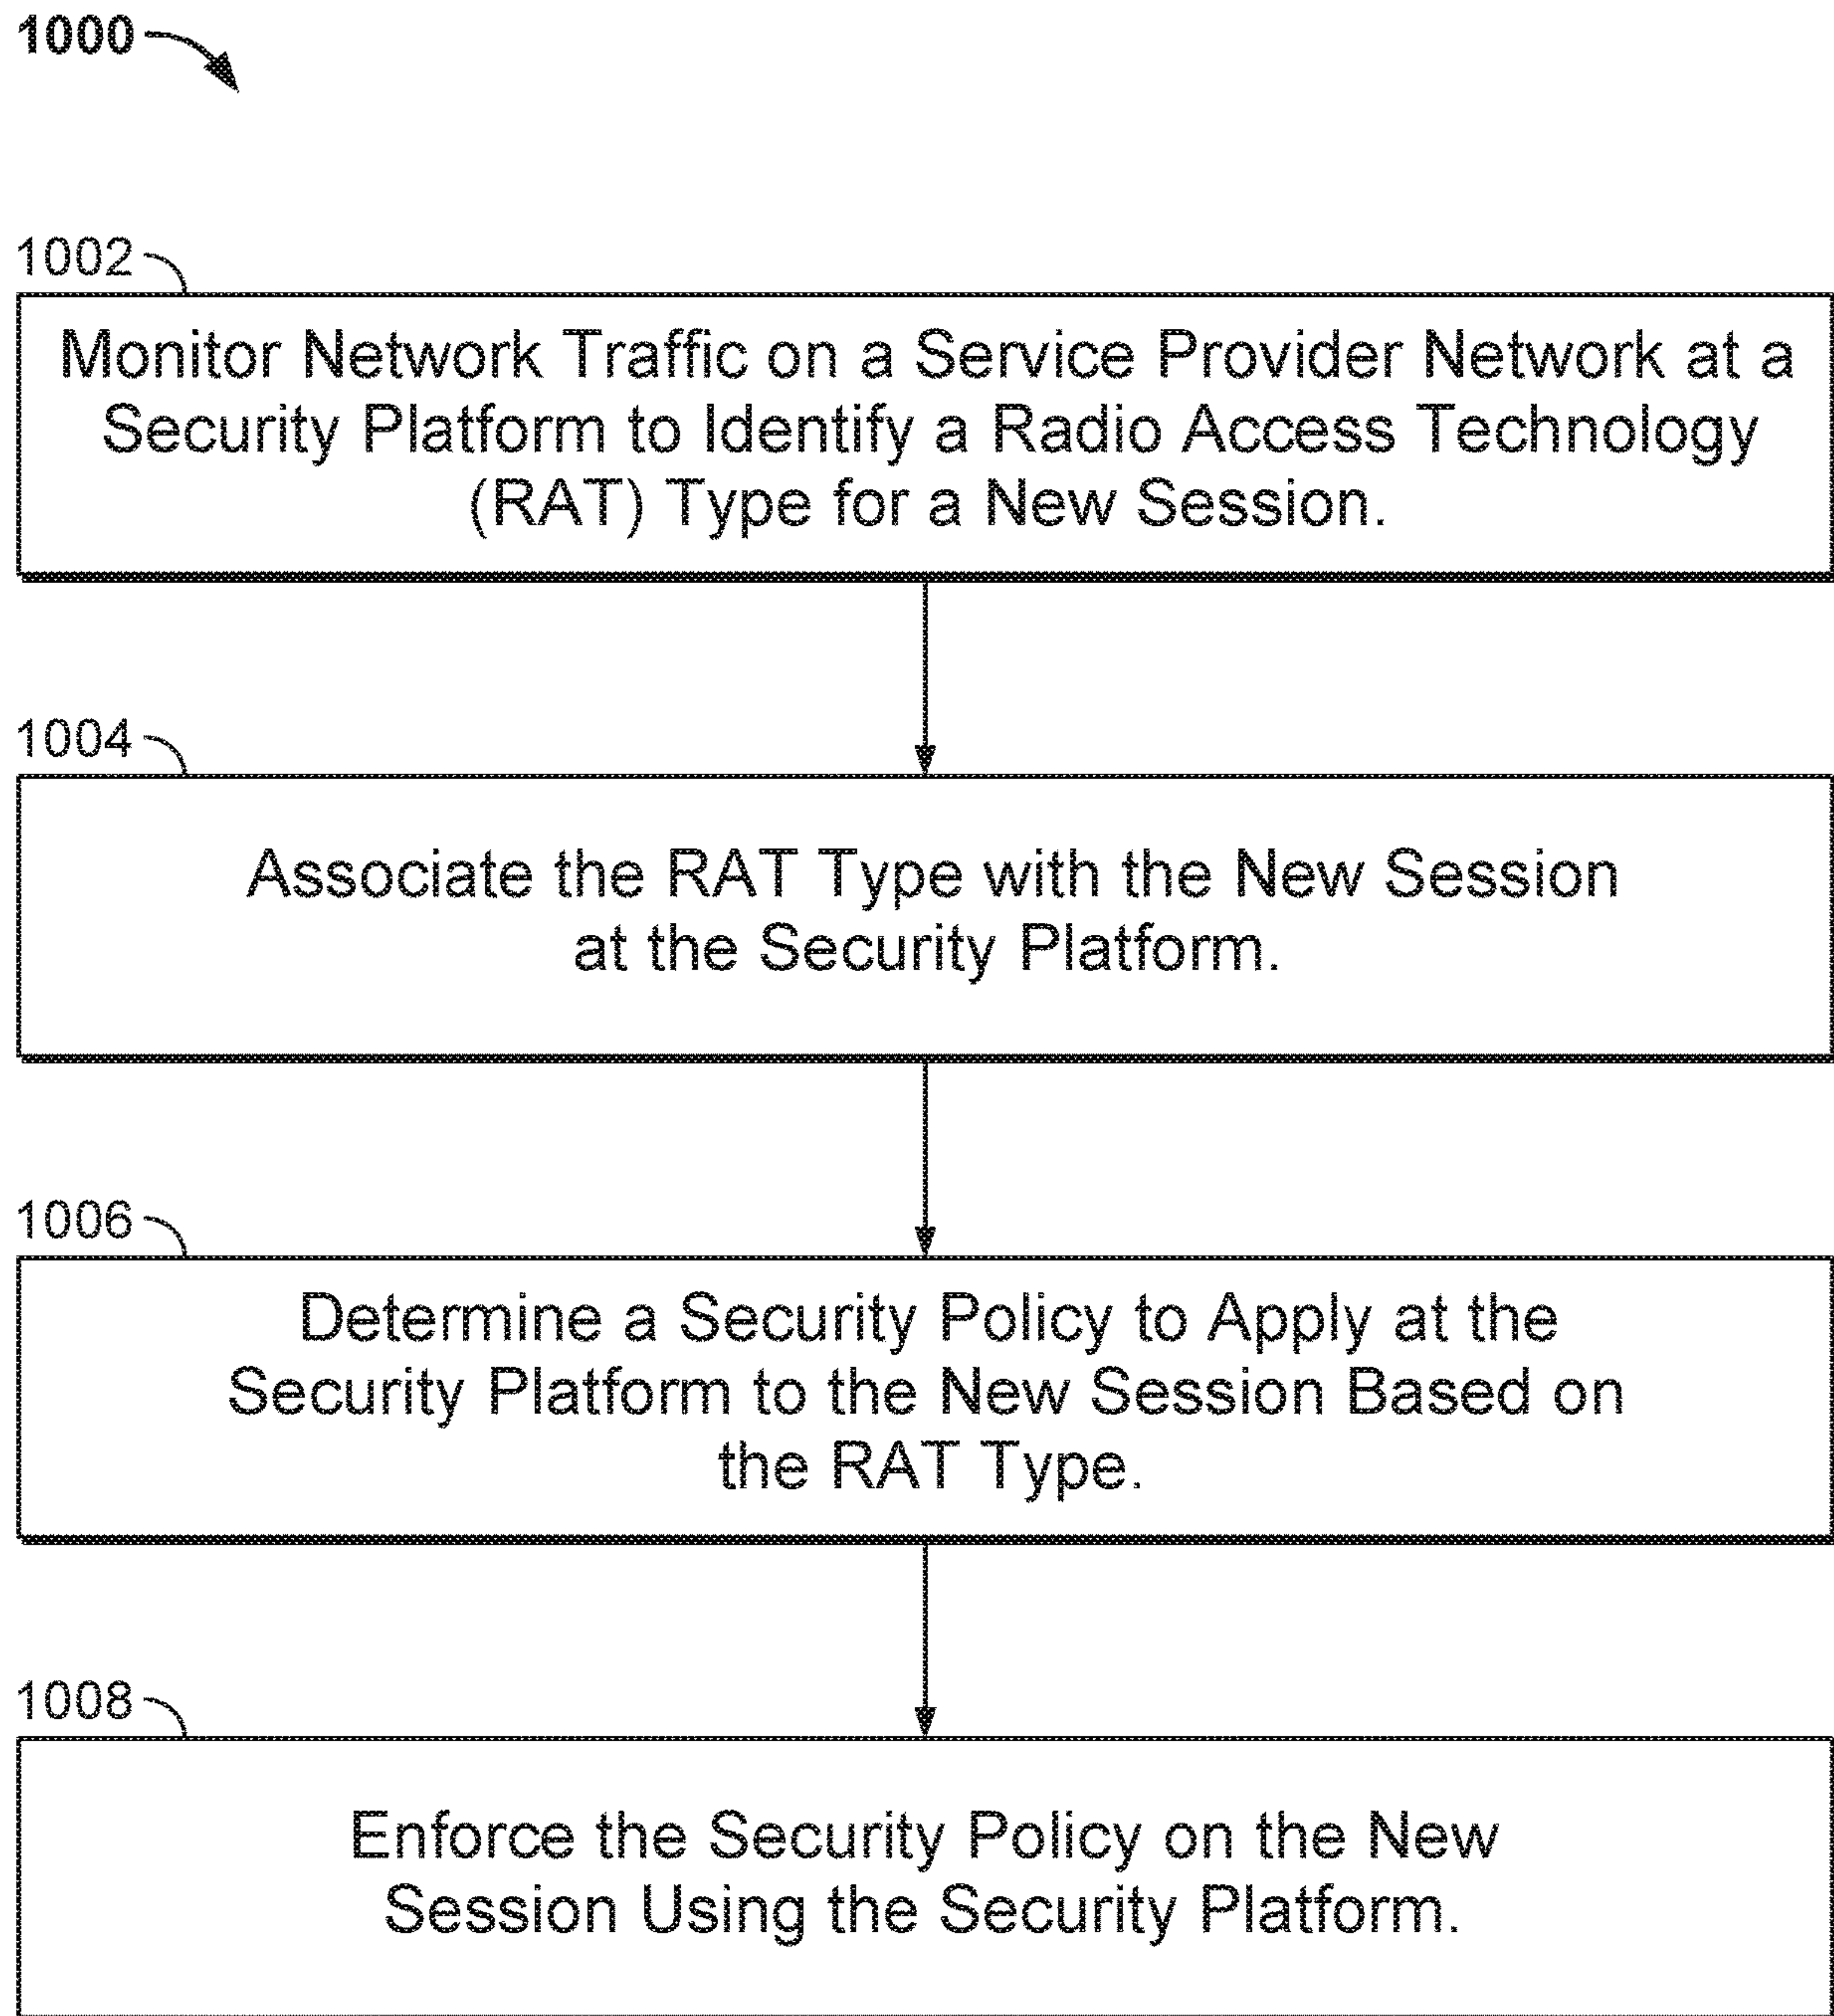 1000
1002
Monitor Network Traffic on a Service Provider Network at a
Security Platform to Identify a Radio Access Technology
(RAT) Type for a New Session.
1004
Associate the RAT Type with the New Session
at the Security Platform.
1006
Determine a Security Policy to Apply at the
Security Platform to the New Session Based on
the RAT Type.
1008
Enforce the Security Policy on the New
Session Using the Security Platform.